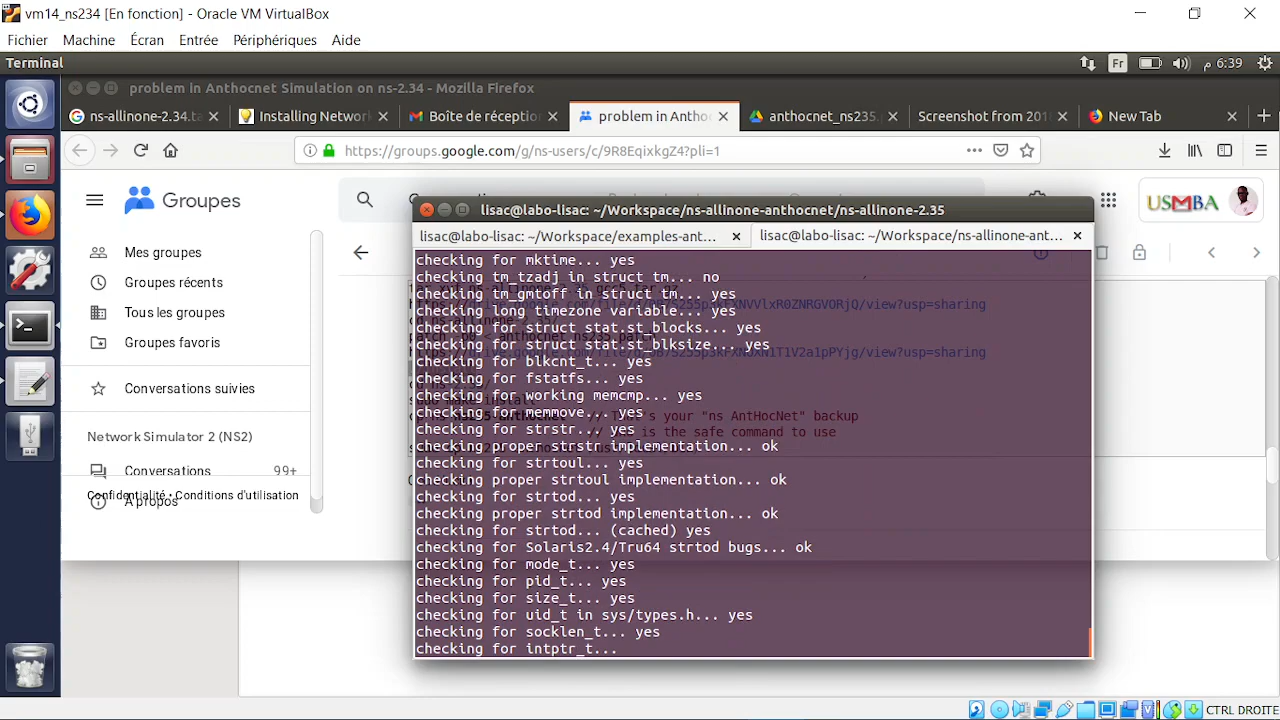 vm14_ns234 [En fonction] - Oracle VM VirtualBox
Fichier Machine Écran Entrée Périphériques Aide
Terminal Fr 6:39 م
problem in Anthocnet Simulation on ns-2.34 - Mozilla Firefox
ns-allinone-2.34.ta Installing Network Boîte de réception problem in Anthoc anthocnet_ns235. Screenshot from 201 New Tab
https://groups.google.com/g/ns-users/c/9R8EqixkgZ4?pli=1
Groupes
USMBA
Mes groupes
Groupes récents
Tous les groupes
Groupes favoris
Conversations suivies
Network Simulator 2 (NS2)
Conversations 99+
Confidentialité • Conditions d'utilisation
À propos
lisac@labo-lisac: ~/Workspace/ns-allinone-anthocnet/ns-allinone-2.35
lisac@labo-lisac: ~/Workspace/examples-ant... lisac@labo-lisac: ~/Workspace/ns-allinone-ant...
checking for mktime... yes
checking tm_tzadj in struct tm... no
checking tm_gmtoff in struct tm... yes
checking long timezone variable... yes
checking for struct stat.st_blocks... yes
checking for struct stat.st_blksize... yes
checking for blkcnt_t... yes
checking for fstatfs... yes
checking for working memcmp... yes
checking for memmove... yes
checking for strstr... yes
checking proper strstr implementation... ok
checking for strtoul... yes
checking proper strtoul implementation... ok
checking for strtod... yes
checking proper strtod implementation... ok
checking for strtod... (cached) yes
checking for Solaris2.4/Tru64 strtod bugs... ok
checking for mode_t... yes
checking for pid_t... yes
checking for size_t... yes
checking for uid_t in sys/types.h... yes
checking for socklen_t... yes
checking for intptr_t...
CTRL DROITE